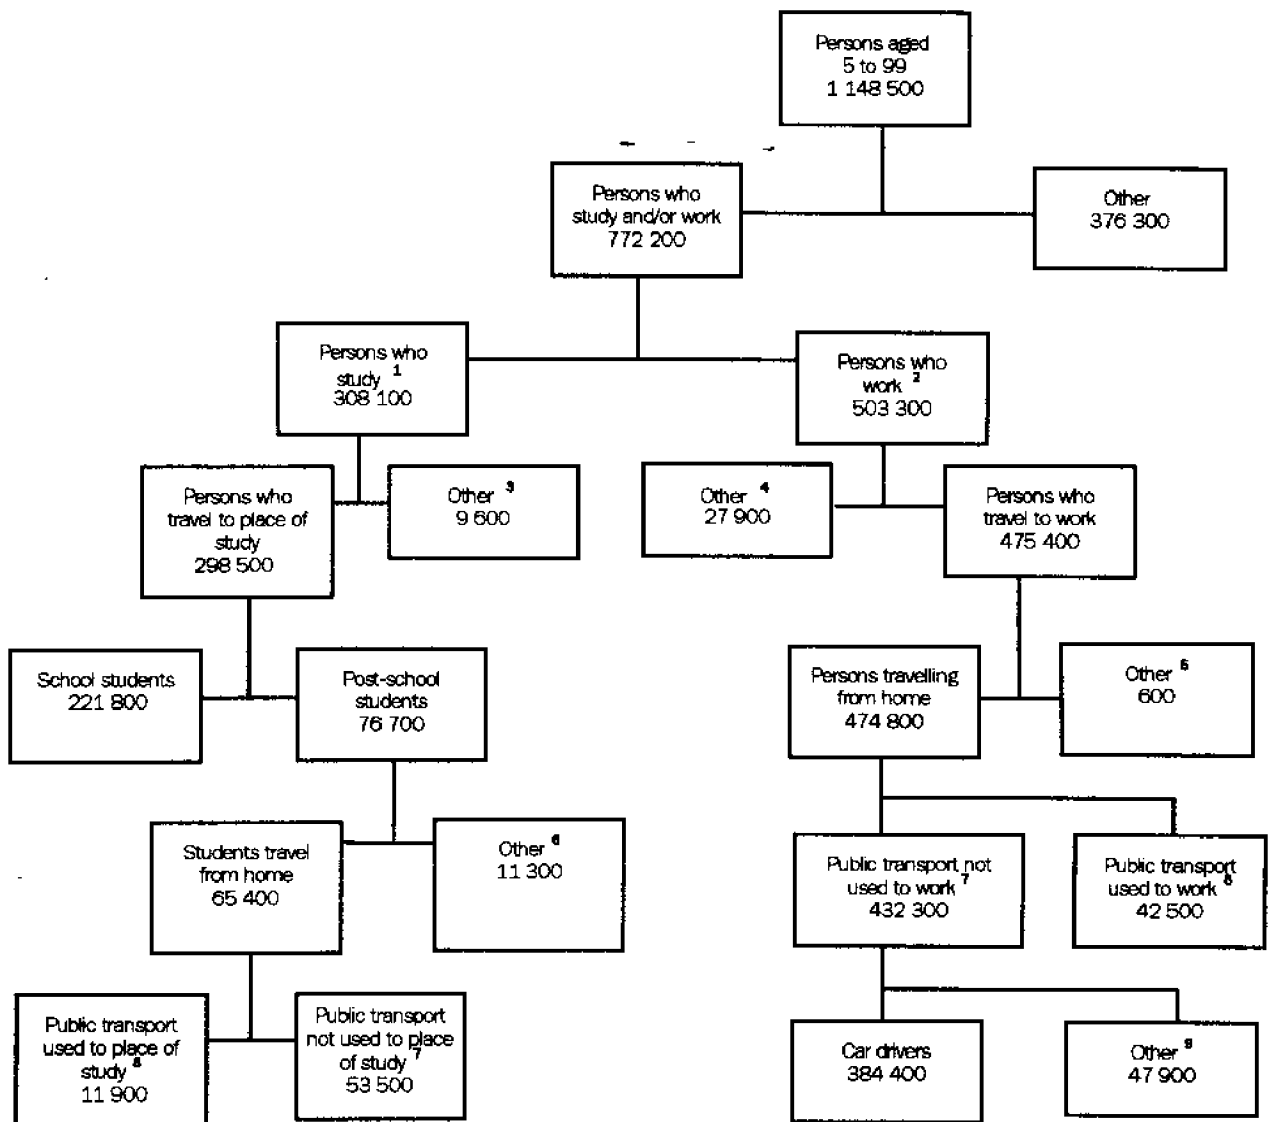 Persons aged
5 to 99
1 148 500
Persons who
study and/or work
772 200
Other
376 300
Persons who
study 1
308 100
Persons who
work 2
503 300
Persons who
travel to place of
study
298 500
Other 3
9 600
Other 4
27 900
Persons who
travel to work
475 400
School students
221 800
Post-school
students
76 700
Persons travelling
from home
474 800
Other 5
600
Students travel
from home
65 400
Other 6
11 300
Public transport not
used to work 7
432 300
Public transport
used to work 8
42 500
Public transport
used to place of
study 8
11 900
Public transport
not used to place
of study 7
53 500
Car drivers
384 400
Other 9
47 900